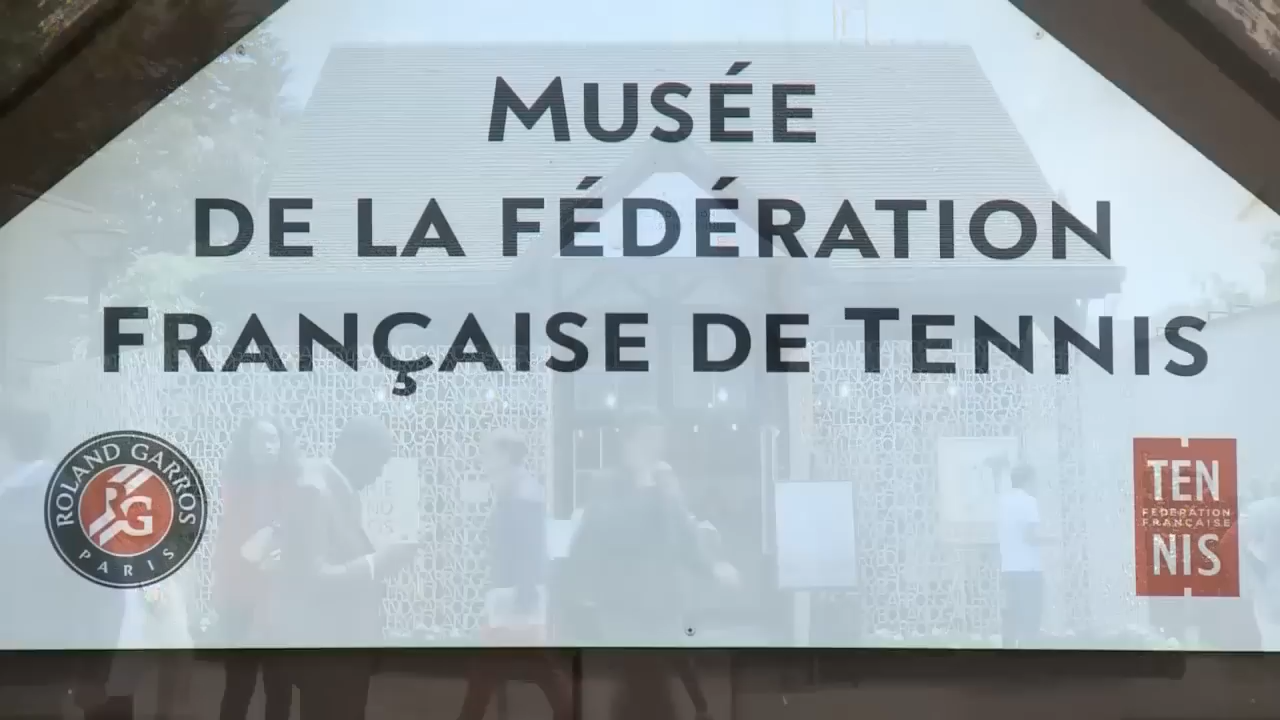 MUSÉE
DE LA FÉDÉRATION
FRANÇAISE DE TENNIS
ROLAND GARROS
RG
PARIS
TEN
FÉDÉRATION
FRANÇAISE
NIS